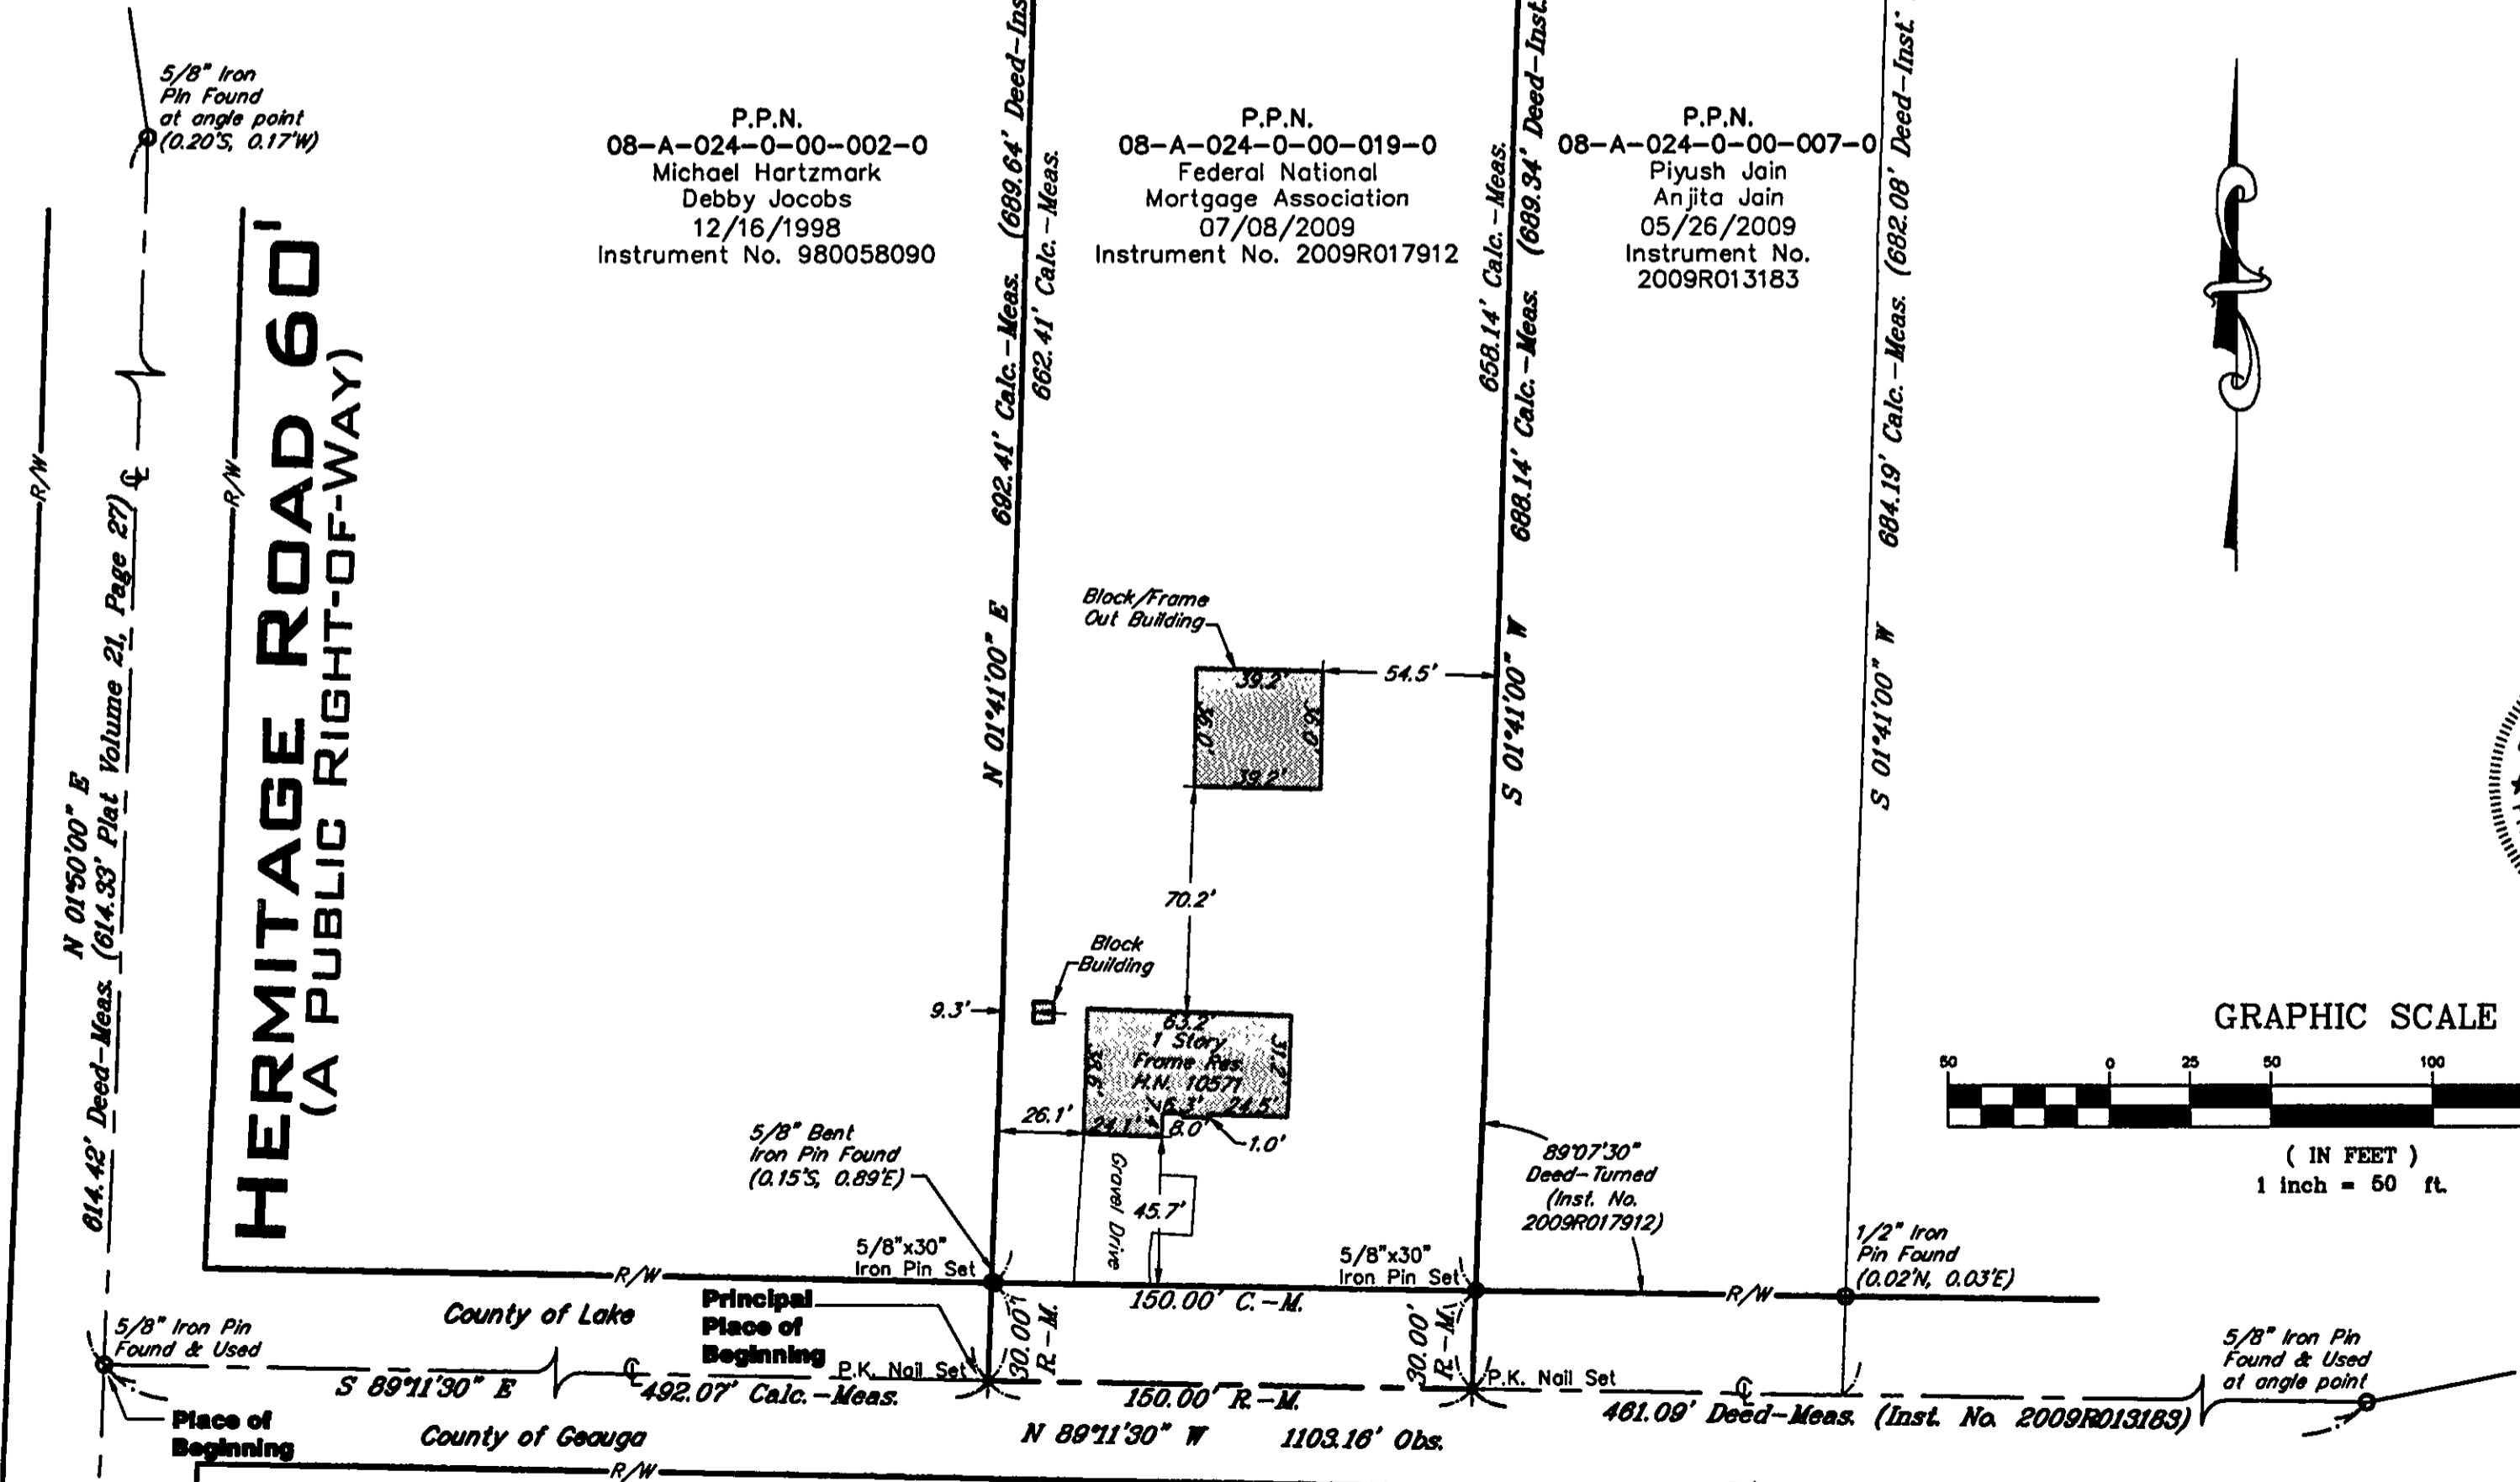 5/8" Iron
Pin Found
at angle point
(0.20'S, 0.17'W)
P.P.N.
08-A-024-0-00-002-0
Michael Hartzmark
Debby Jocobs
12/16/1998
Instrument No. 980058090
P.P.N.
08-A-024-0-00-019-0
Federal National
Mortgage Association
07/08/2009
Instrument No. 2009R017912
P.P.N.
08-A-024-0-00-007-0
Piyush Jain
Anjita Jain
05/26/2009
Instrument No.
2009R013183
HERMITAGE ROAD 60'
(A PUBLIC RIGHT-OF-WAY)
R/W
R/W
N 01°50'00" E
614.42' Deed-Meas. (614.33' Plat Volume 21, Page 27)
N 01°41'00" E 692.41' Calc.-Meas. (689.64' Deed-Ins
662.41' Calc.-Meas.
658.14' Calc.-Meas.
S 01°41'00" W 688.14' Calc.-Meas. (689.34' Deed-Inst.
S 01°41'00" W 684.19' Calc.-Meas. (682.08' Deed-Inst.
Block/Frame
Out Building
54.5'
39.2'
36.0'
36.0'
39.2'
70.2'
Block
Building
9.3'
63.2'
1 Story
Frame Res.
H.N. 10571
31.2'
26.1'
6.3'
24.5'
24.1'
8.0'
1.0'
Gravel Drive
45.7'
5/8" Bent
Iron Pin Found
(0.15'S, 0.89'E)
89°07'30"
Deed-Turned
(Inst. No.
2009R017912)
GRAPHIC SCALE
50 0 25 50 100
( IN FEET )
1 inch = 50 ft.
5/8"x30"
Iron Pin Set
5/8"x30"
Iron Pin Set
1/2" Iron
Pin Found
(0.02'N, 0.03'E)
R/W
150.00' C.-M.
R/W
County of Lake
Principal
Place of
Beginning
30.00'
R.-M.
30.00'
R.-M.
5/8" Iron Pin
Found & Used
P.K. Nail Set
P.K. Nail Set
5/8" Iron Pin
Found & Used
at angle point
S 89°11'30" E
492.07' Calc.-Meas.
150.00' R.-M.
461.09' Deed-Meas. (Inst. No. 2009R013183)
Place of
Beginning
County of Geauga
N 89°11'30" W 1103.16' Obs.
R/W